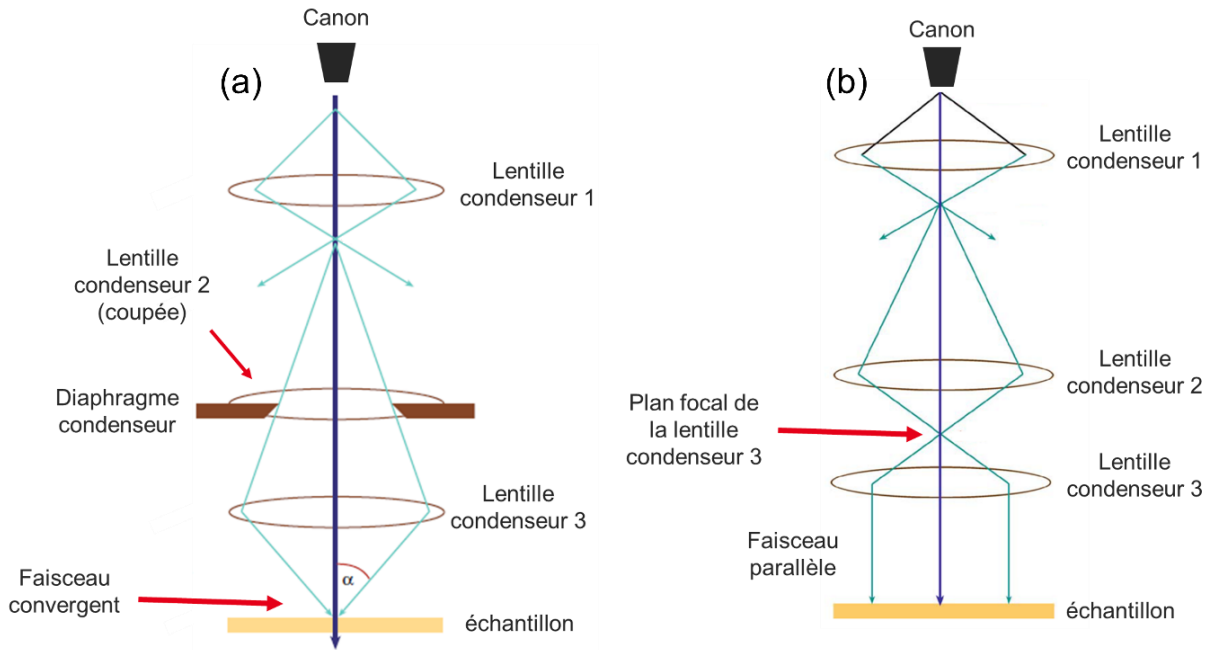 Canon
(a)
Lentille
condenseur 1
Lentille
condenseur 2
(coupée)
Diaphragme
condenseur
Lentille
condenseur 3
α
Faisceau
convergent
échantillon
Canon
(b)
Lentille
condenseur 1
Lentille
condenseur 2
Plan focal de
la lentille
condenseur 3
Lentille
condenseur 3
Faisceau
parallèle
échantillon